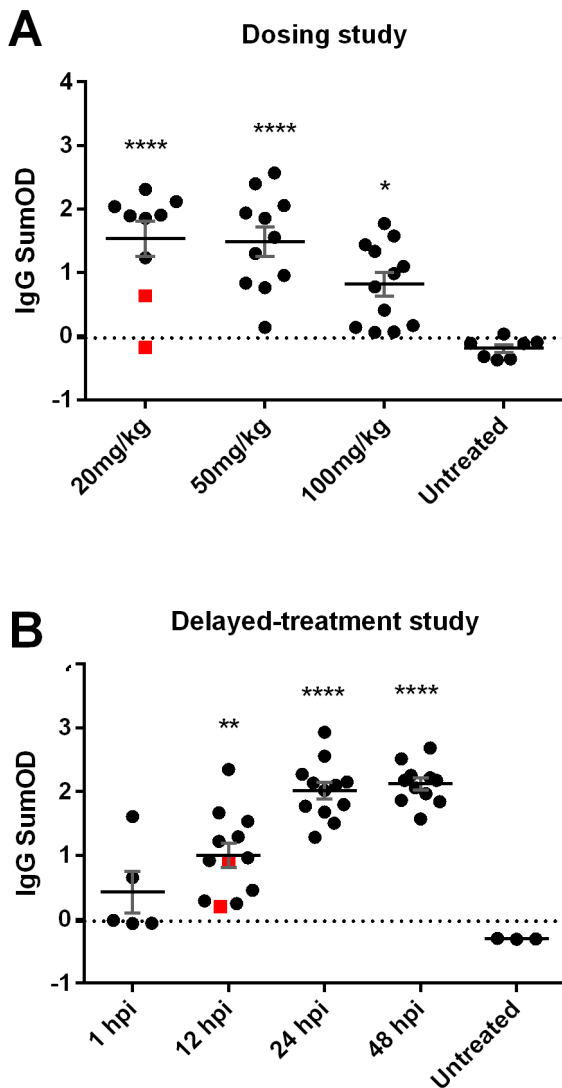 A
Dosing study
IgG SumOD
4
3
2
1
0
-1
****
****
*
20mg/kg
50mg/kg
100mg/kg
Untreated
B
Delayed-treatment study
IgG SumOD
3
2
1
0
-1
**
****
****
1 hpi
12 hpi
24 hpi
48 hpi
Untreated